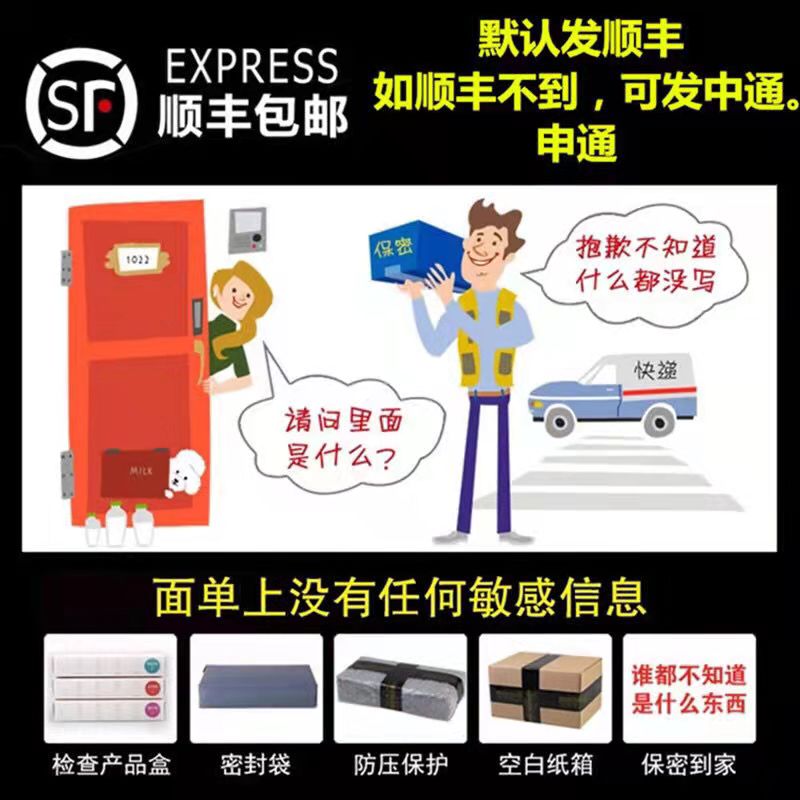 SF
EXPRESS
顺丰包邮
默认发顺丰
如顺丰不到，可发中通。
申通
1022
保密
抱歉不知道
什么都没写
快递
请问里面
是什么？
MILK
面单上没有任何敏感信息
谁都不知道
是什么东西
检查产品盒
密封袋
防压保护
空白纸箱
保密到家